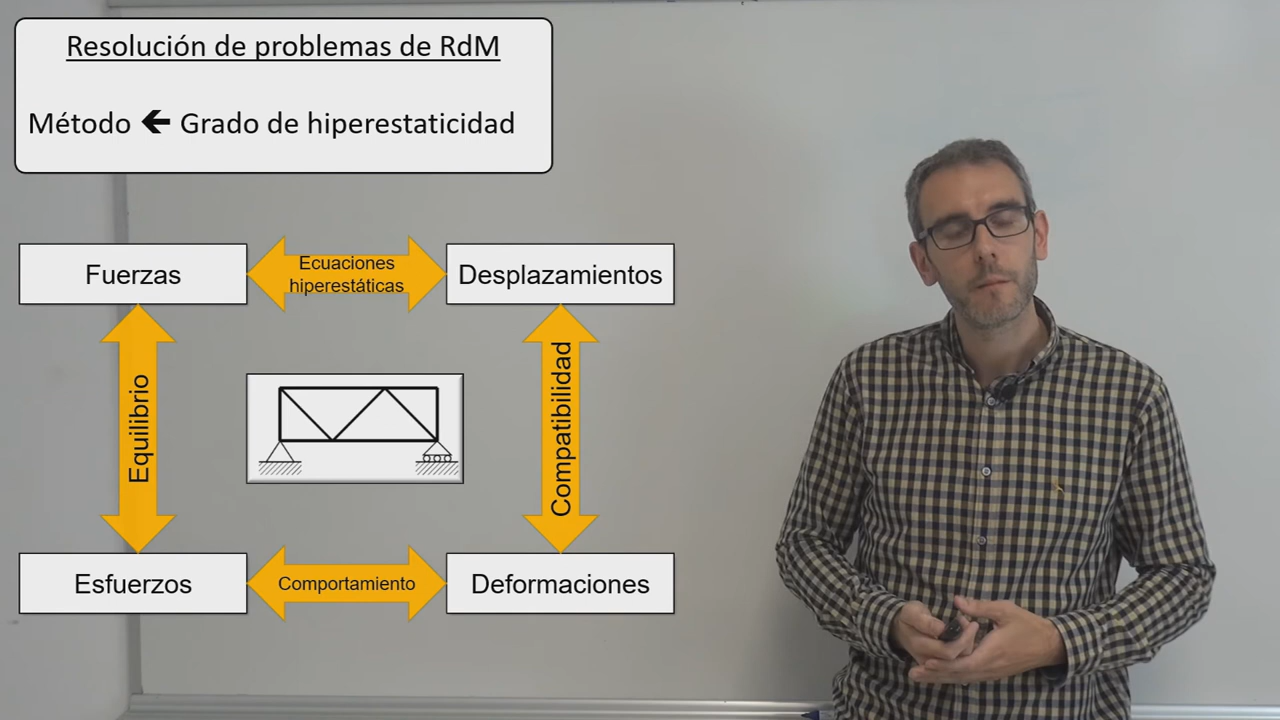 Resolución de problemas de RdM
Método 🡸 Grado de hiperestaticidad
Fuerzas
Ecuaciones
hiperestáticas
Desplazamientos
Equilibrio
Compatibilidad
Esfuerzos
Comportamiento
Deformaciones